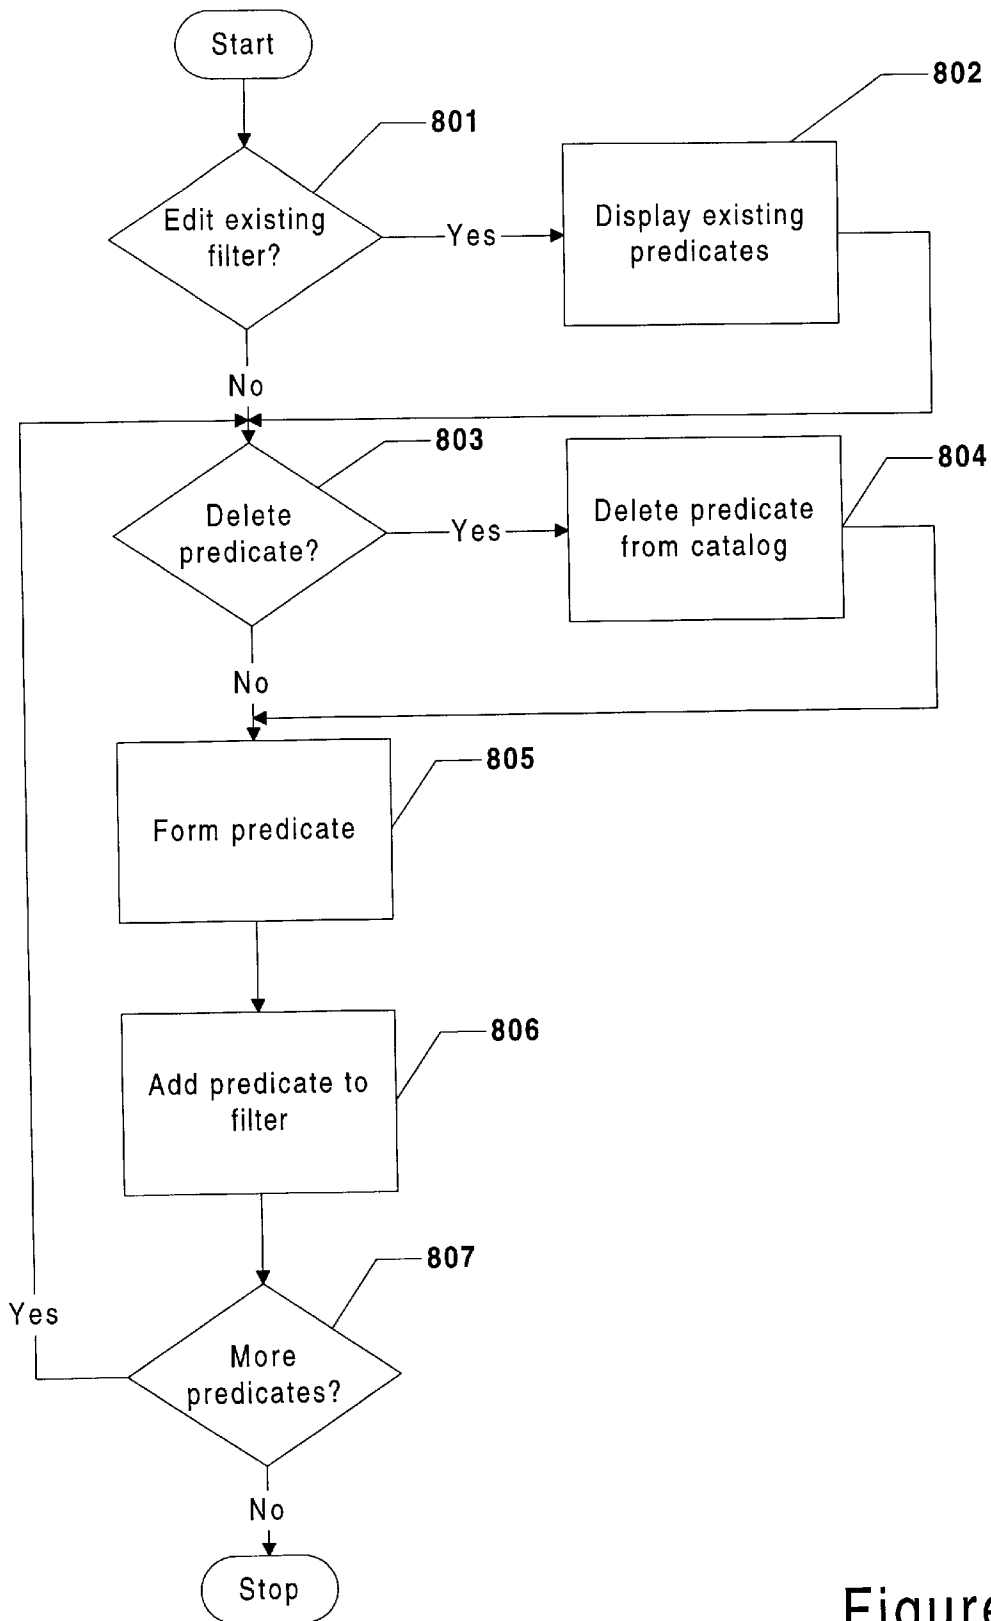 Start
802
801
Edit existing
filter?
Yes
Display existing
predicates
No
803
804
Delete
predicate?
Yes
Delete predicate
from catalog
No
805
Form predicate
806
Add predicate to
filter
807
Yes
More
predicates?
No
Stop
Figure